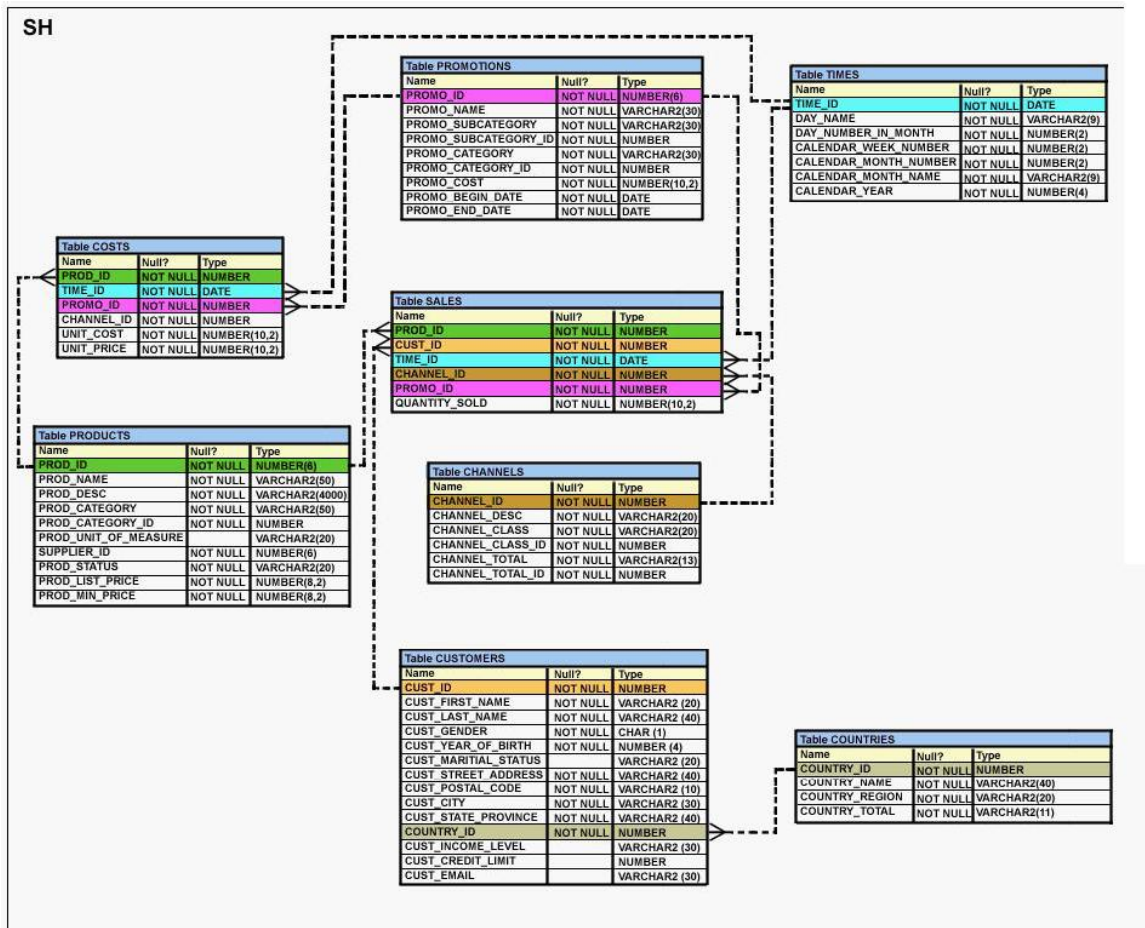 SH
Table PROMOTIONS
Name Null? Type
PROMO_ID NOT NULL NUMBER(6)
PROMO_NAME NOT NULL VARCHAR2(30)
PROMO_SUBCATEGORY NOT NULL VARCHAR2(30)
PROMO_SUBCATEGORY_ID NOT NULL NUMBER
PROMO_CATEGORY NOT NULL VARCHAR2(30)
PROMO_CATEGORY_ID NOT NULL NUMBER
PROMO_COST NOT NULL NUMBER(10,2)
PROMO_BEGIN_DATE NOT NULL DATE
PROMO_END_DATE NOT NULL DATE
Table TIMES
Name Null? Type
TIME_ID NOT NULL DATE
DAY_NAME NOT NULL VARCHAR2(9)
DAY_NUMBER_IN_MONTH NOT NULL NUMBER(2)
CALENDAR_WEEK_NUMBER NOT NULL NUMBER(2)
CALENDAR_MONTH_NUMBER NOT NULL NUMBER(2)
CALENDAR_MONTH_NAME NOT NULL VARCHAR2(9)
CALENDAR_YEAR NOT NULL NUMBER(4)
Table COSTS
Name Null? Type
PROD_ID NOT NULL NUMBER
TIME_ID NOT NULL DATE
PROMO_ID NOT NULL NUMBER
CHANNEL_ID NOT NULL NUMBER
UNIT_COST NOT NULL NUMBER(10,2)
UNIT_PRICE NOT NULL NUMBER(10,2)
Table SALES
Name Null? Type
PROD_ID NOT NULL NUMBER
CUST_ID NOT NULL NUMBER
TIME_ID NOT NULL DATE
CHANNEL_ID NOT NULL NUMBER
PROMO_ID NOT NULL NUMBER
QUANTITY_SOLD NOT NULL NUMBER(10,2)
Table PRODUCTS
Name Null? Type
PROD_ID NOT NULL NUMBER(6)
PROD_NAME NOT NULL VARCHAR2(50)
PROD_DESC NOT NULL VARCHAR2(4000)
PROD_CATEGORY NOT NULL VARCHAR2(50)
PROD_CATEGORY_ID NOT NULL NUMBER
PROD_UNIT_OF_MEASURE VARCHAR2(20)
SUPPLIER_ID NOT NULL NUMBER(6)
PROD_STATUS NOT NULL VARCHAR2(20)
PROD_LIST_PRICE NOT NULL NUMBER(8,2)
PROD_MIN_PRICE NOT NULL NUMBER(8,2)
Table CHANNELS
Name Null? Type
CHANNEL_ID NOT NULL NUMBER
CHANNEL_DESC NOT NULL VARCHAR2(20)
CHANNEL_CLASS NOT NULL VARCHAR2(20)
CHANNEL_CLASS_ID NOT NULL NUMBER
CHANNEL_TOTAL NOT NULL VARCHAR2(13)
CHANNEL_TOTAL_ID NOT NULL NUMBER
Table CUSTOMERS
Name Null? Type
CUST_ID NOT NULL NUMBER
CUST_FIRST_NAME NOT NULL VARCHAR2 (20)
CUST_LAST_NAME NOT NULL VARCHAR2 (40)
CUST_GENDER NOT NULL CHAR (1)
CUST_YEAR_OF_BIRTH NOT NULL NUMBER (4)
CUST_MARITIAL_STATUS VARCHAR2 (20)
CUST_STREET_ADDRESS NOT NULL VARCHAR2 (40)
CUST_POSTAL_CODE NOT NULL VARCHAR2 (10)
CUST_CITY NOT NULL VARCHAR2 (30)
CUST_STATE_PROVINCE NOT NULL VARCHAR2 (40)
COUNTRY_ID NOT NULL NUMBER
CUST_INCOME_LEVEL VARCHAR2 (30)
CUST_CREDIT_LIMIT NUMBER
CUST_EMAIL VARCHAR2 (30)
Table COUNTRIES
Name Null? Type
COUNTRY_ID NOT NULL NUMBER
COUNTRY_NAME NOT NULL VARCHAR2(40)
COUNTRY_REGION NOT NULL VARCHAR2(20)
COUNTRY_TOTAL NOT NULL VARCHAR2(11)